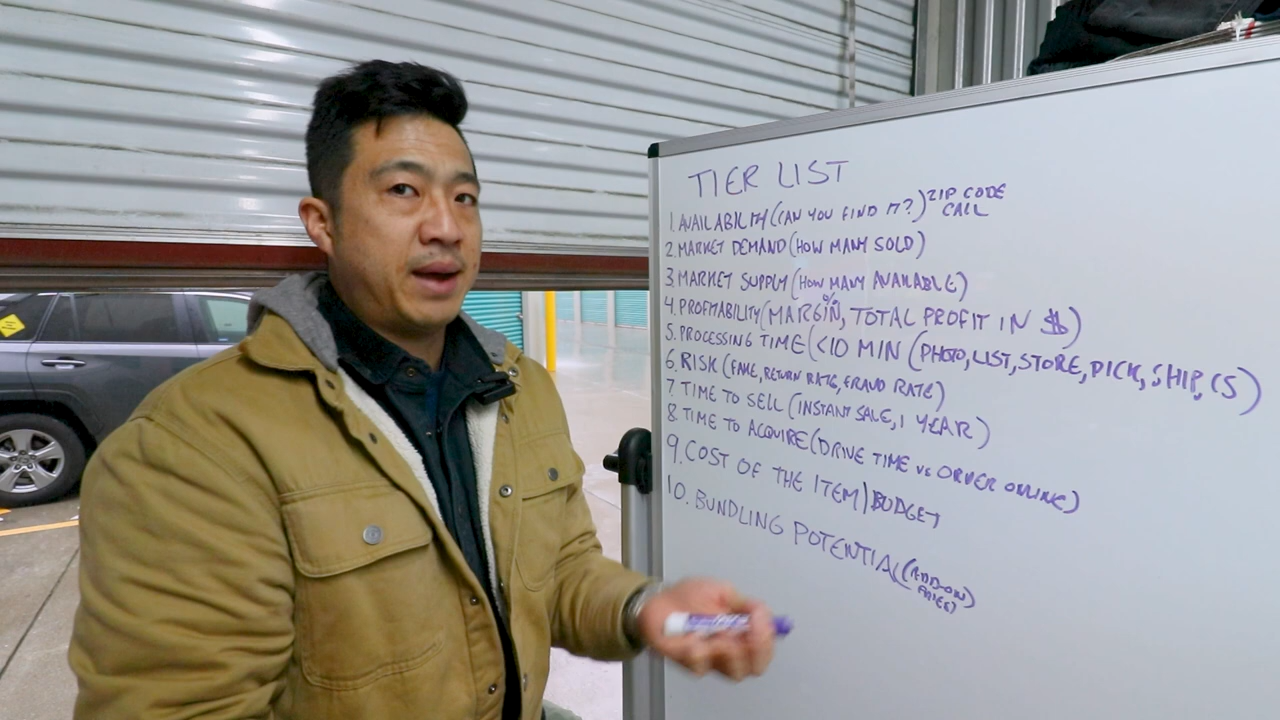 TIER LIST
1. AVAILABILITY (CAN YOU FIND IT?) ZIP CODE
CALL
2. MARKET DEMAND (HOW MANY SOLD)
3. MARKET SUPPLY (HOW MANY AVAILABLE)
4. PROFITABILITY (MARGIN, % TOTAL PROFIT IN $)
5. PROCESSING TIME (<10 MIN (PHOTO, LIST, STORE, PICK, SHIP, CS)
6. RISK (FAKE, RETURN RATE, FRAUD RATE)
7. TIME TO SELL (INSTANT SALE, 1 YEAR)
8. TIME TO ACQUIRE (DRIVE TIME vs ORDER ONLINE)
9. COST OF THE ITEM) BUDGET
10. BUNDLING POTENTIAL (ADD-ON